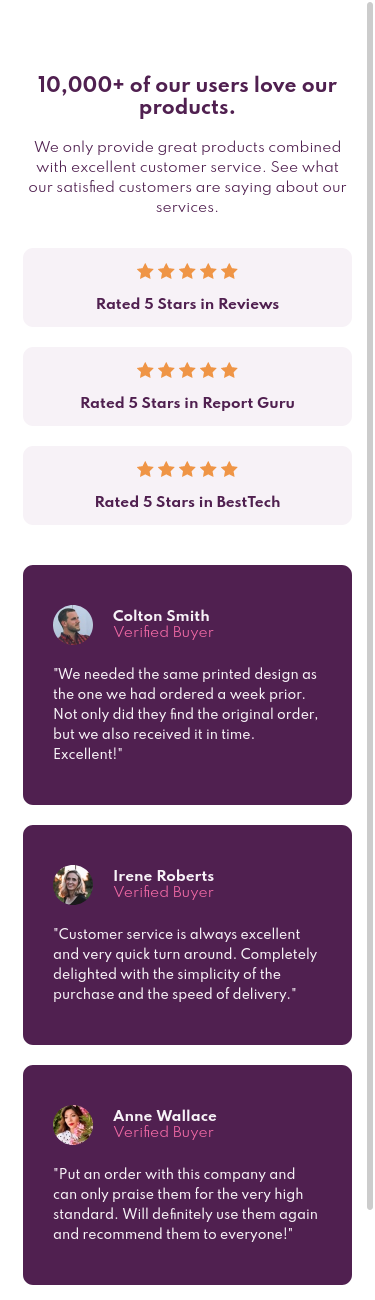 10,000+ of our users love our
products.
We only provide great products combined
with excellent customer service. See what
our satisfied customers are saying about our
services.
Rated 5 Stars in Reviews
Rated 5 Stars in Report Guru
Rated 5 Stars in BestTech
Colton Smith
Verified Buyer
"We needed the same printed design as
the one we had ordered a week prior.
Not only did they find the original order,
but we also received it in time.
Excellent!"
Irene Roberts
Verified Buyer
"Customer service is always excellent
and very quick turn around. Completely
delighted with the simplicity of the
purchase and the speed of delivery."
Anne Wallace
Verified Buyer
"Put an order with this company and
can only praise them for the very high
standard. Will definitely use them again
and recommend them to everyone!"